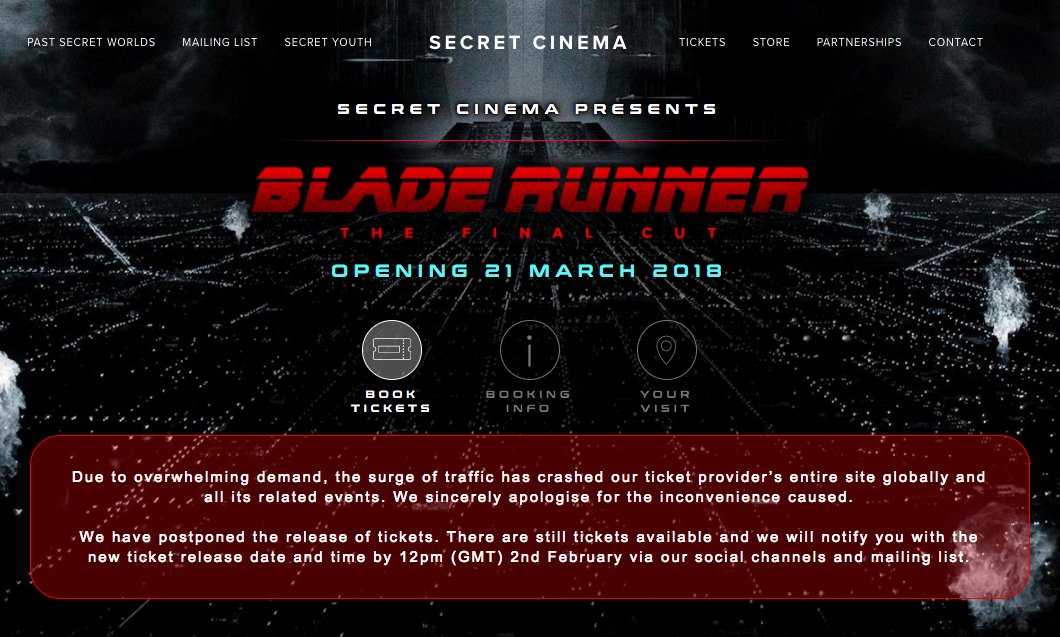 PAST SECRET WORLDS MAILING LIST SECRET YOUTH SECRET CINEMA TICKETS STORE PARTNERSHIPS CONTACT
SECRET CINEMA PRESENTS
BLADE RUNNER
THE FINAL CUT
OPENING 21 MARCH 2018
BOOK TICKETS
BOOKING INFO
YOUR VISIT
Due to overwhelming demand, the surge of traffic has crashed our ticket provider's entire site globally and
all its related events. We sincerely apologise for the inconvenience caused.
We have postponed the release of tickets. There are still tickets available and we will notify you with the
new ticket release date and time by 12pm (GMT) 2nd February via our social channels and mailing list.